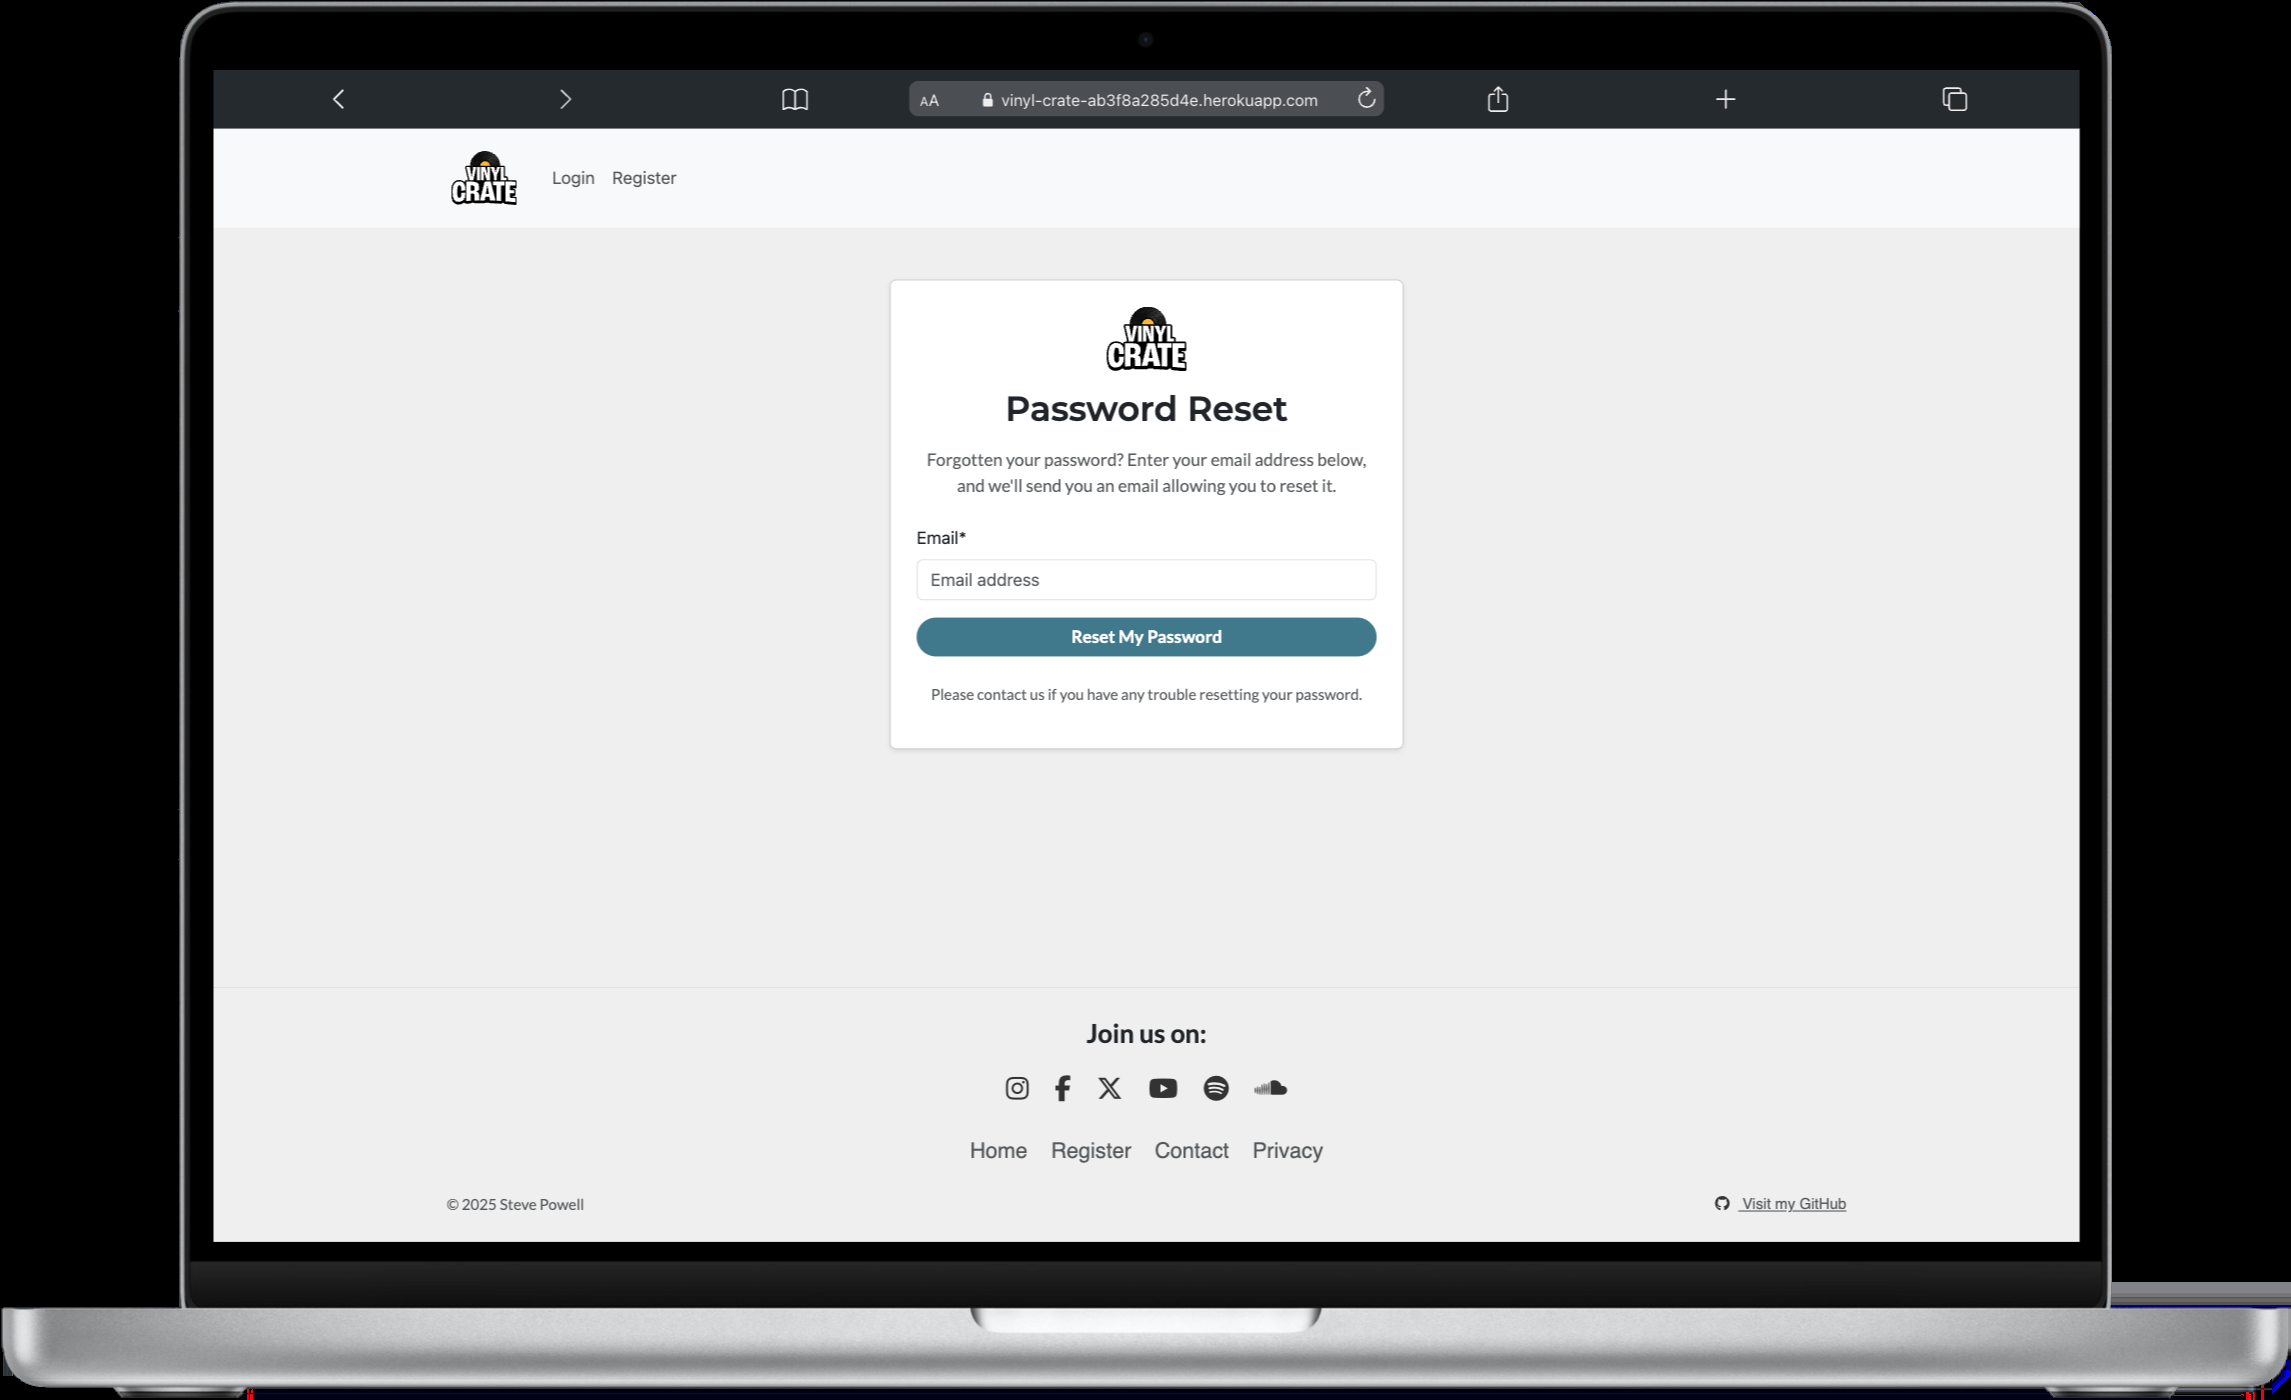 AA vinyl-crate-ab3f8a285d4e.herokuapp.com
VINYL
CRATE
Login Register
VINYL
CRATE
Password Reset
Forgotten your password? Enter your email address below,
and we'll send you an email allowing you to reset it.
Email*
Email address
Reset My Password
Please contact us if you have any trouble resetting your password.
Join us on:
Home Register Contact Privacy
© 2025 Steve Powell
Visit my GitHub